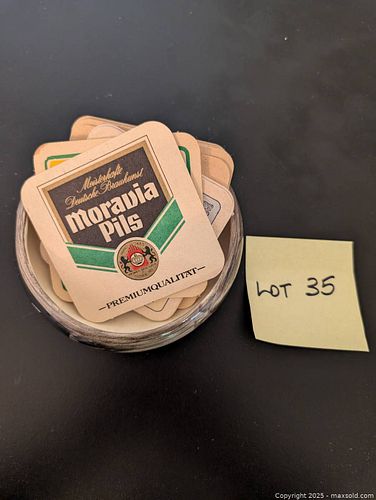 Meisterhafte
Deutsche Braukunst
moravia
Pils
—PREMIUMQUALITÄT—
LOT 35
Copyright 2025 - maxsold.com